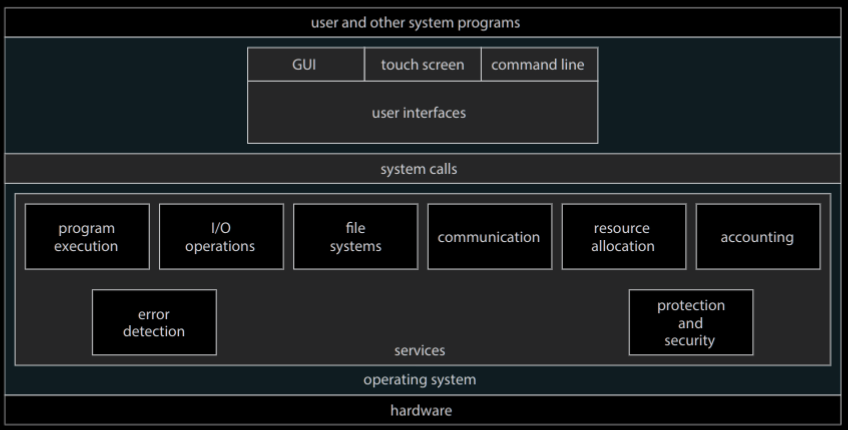 user and other system programs
GUI
touch screen
command line
user interfaces
system calls
program
execution
I/O
operations
file
systems
communication
resource
allocation
accounting
error
detection
protection
and
security
services
operating system
hardware